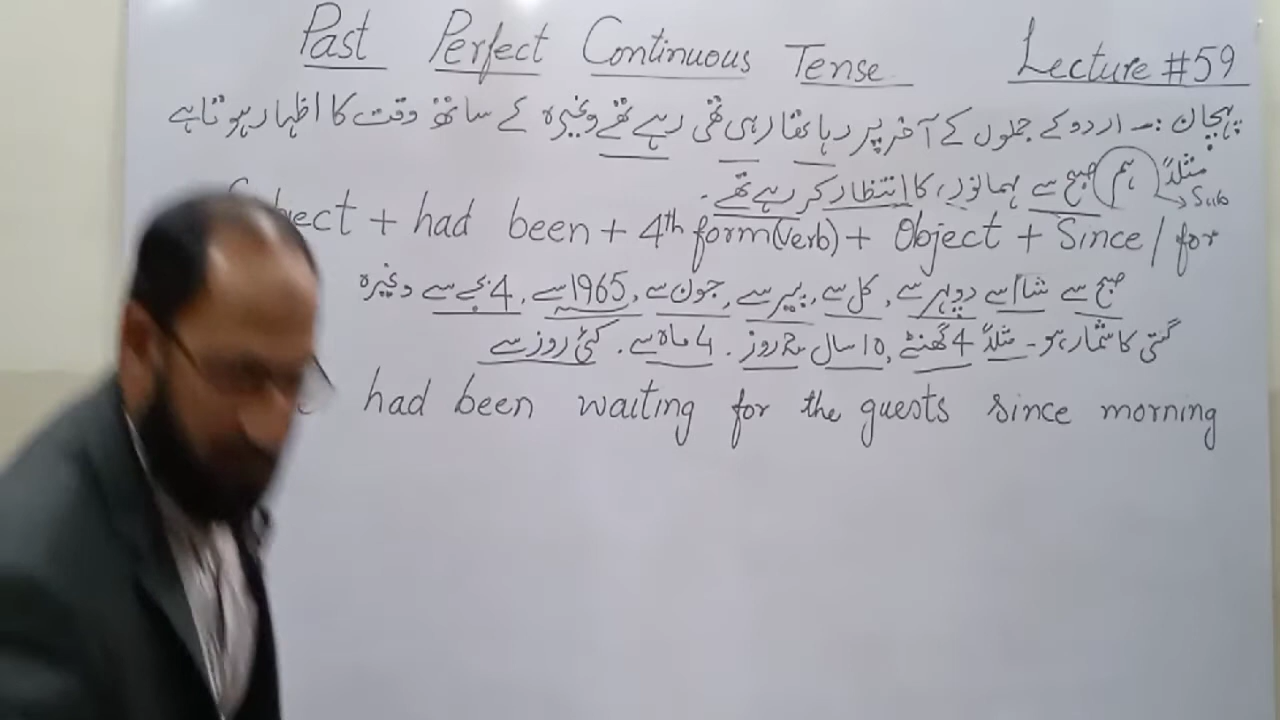 Past Perfect Continuous Tense Lecture #59
پہچان :- اردو کے جملوں کے آخر پر رہا تھا، رہی تھی، رہے تھے وغیرہ کے ساتھ وقت کا اظہار ہوتا ہے
مثلاً ہم صبح سے مہمانوں کا انتظار کر رہے تھے۔
Sub
Subject + had been + 4th form(verb) + Object + Since / for
صبح سے شام سے دوپہر سے، کل سے، پیر سے، جون سے، 1965 سے، 4 بجے سے وغیرہ
گنتی کا شمار ہو۔ مثلاً 4 گھنٹے، 10 سال، 2 روز۔ 4 ماہ سے۔ کئی روز سے
had been waiting for the guests since morning